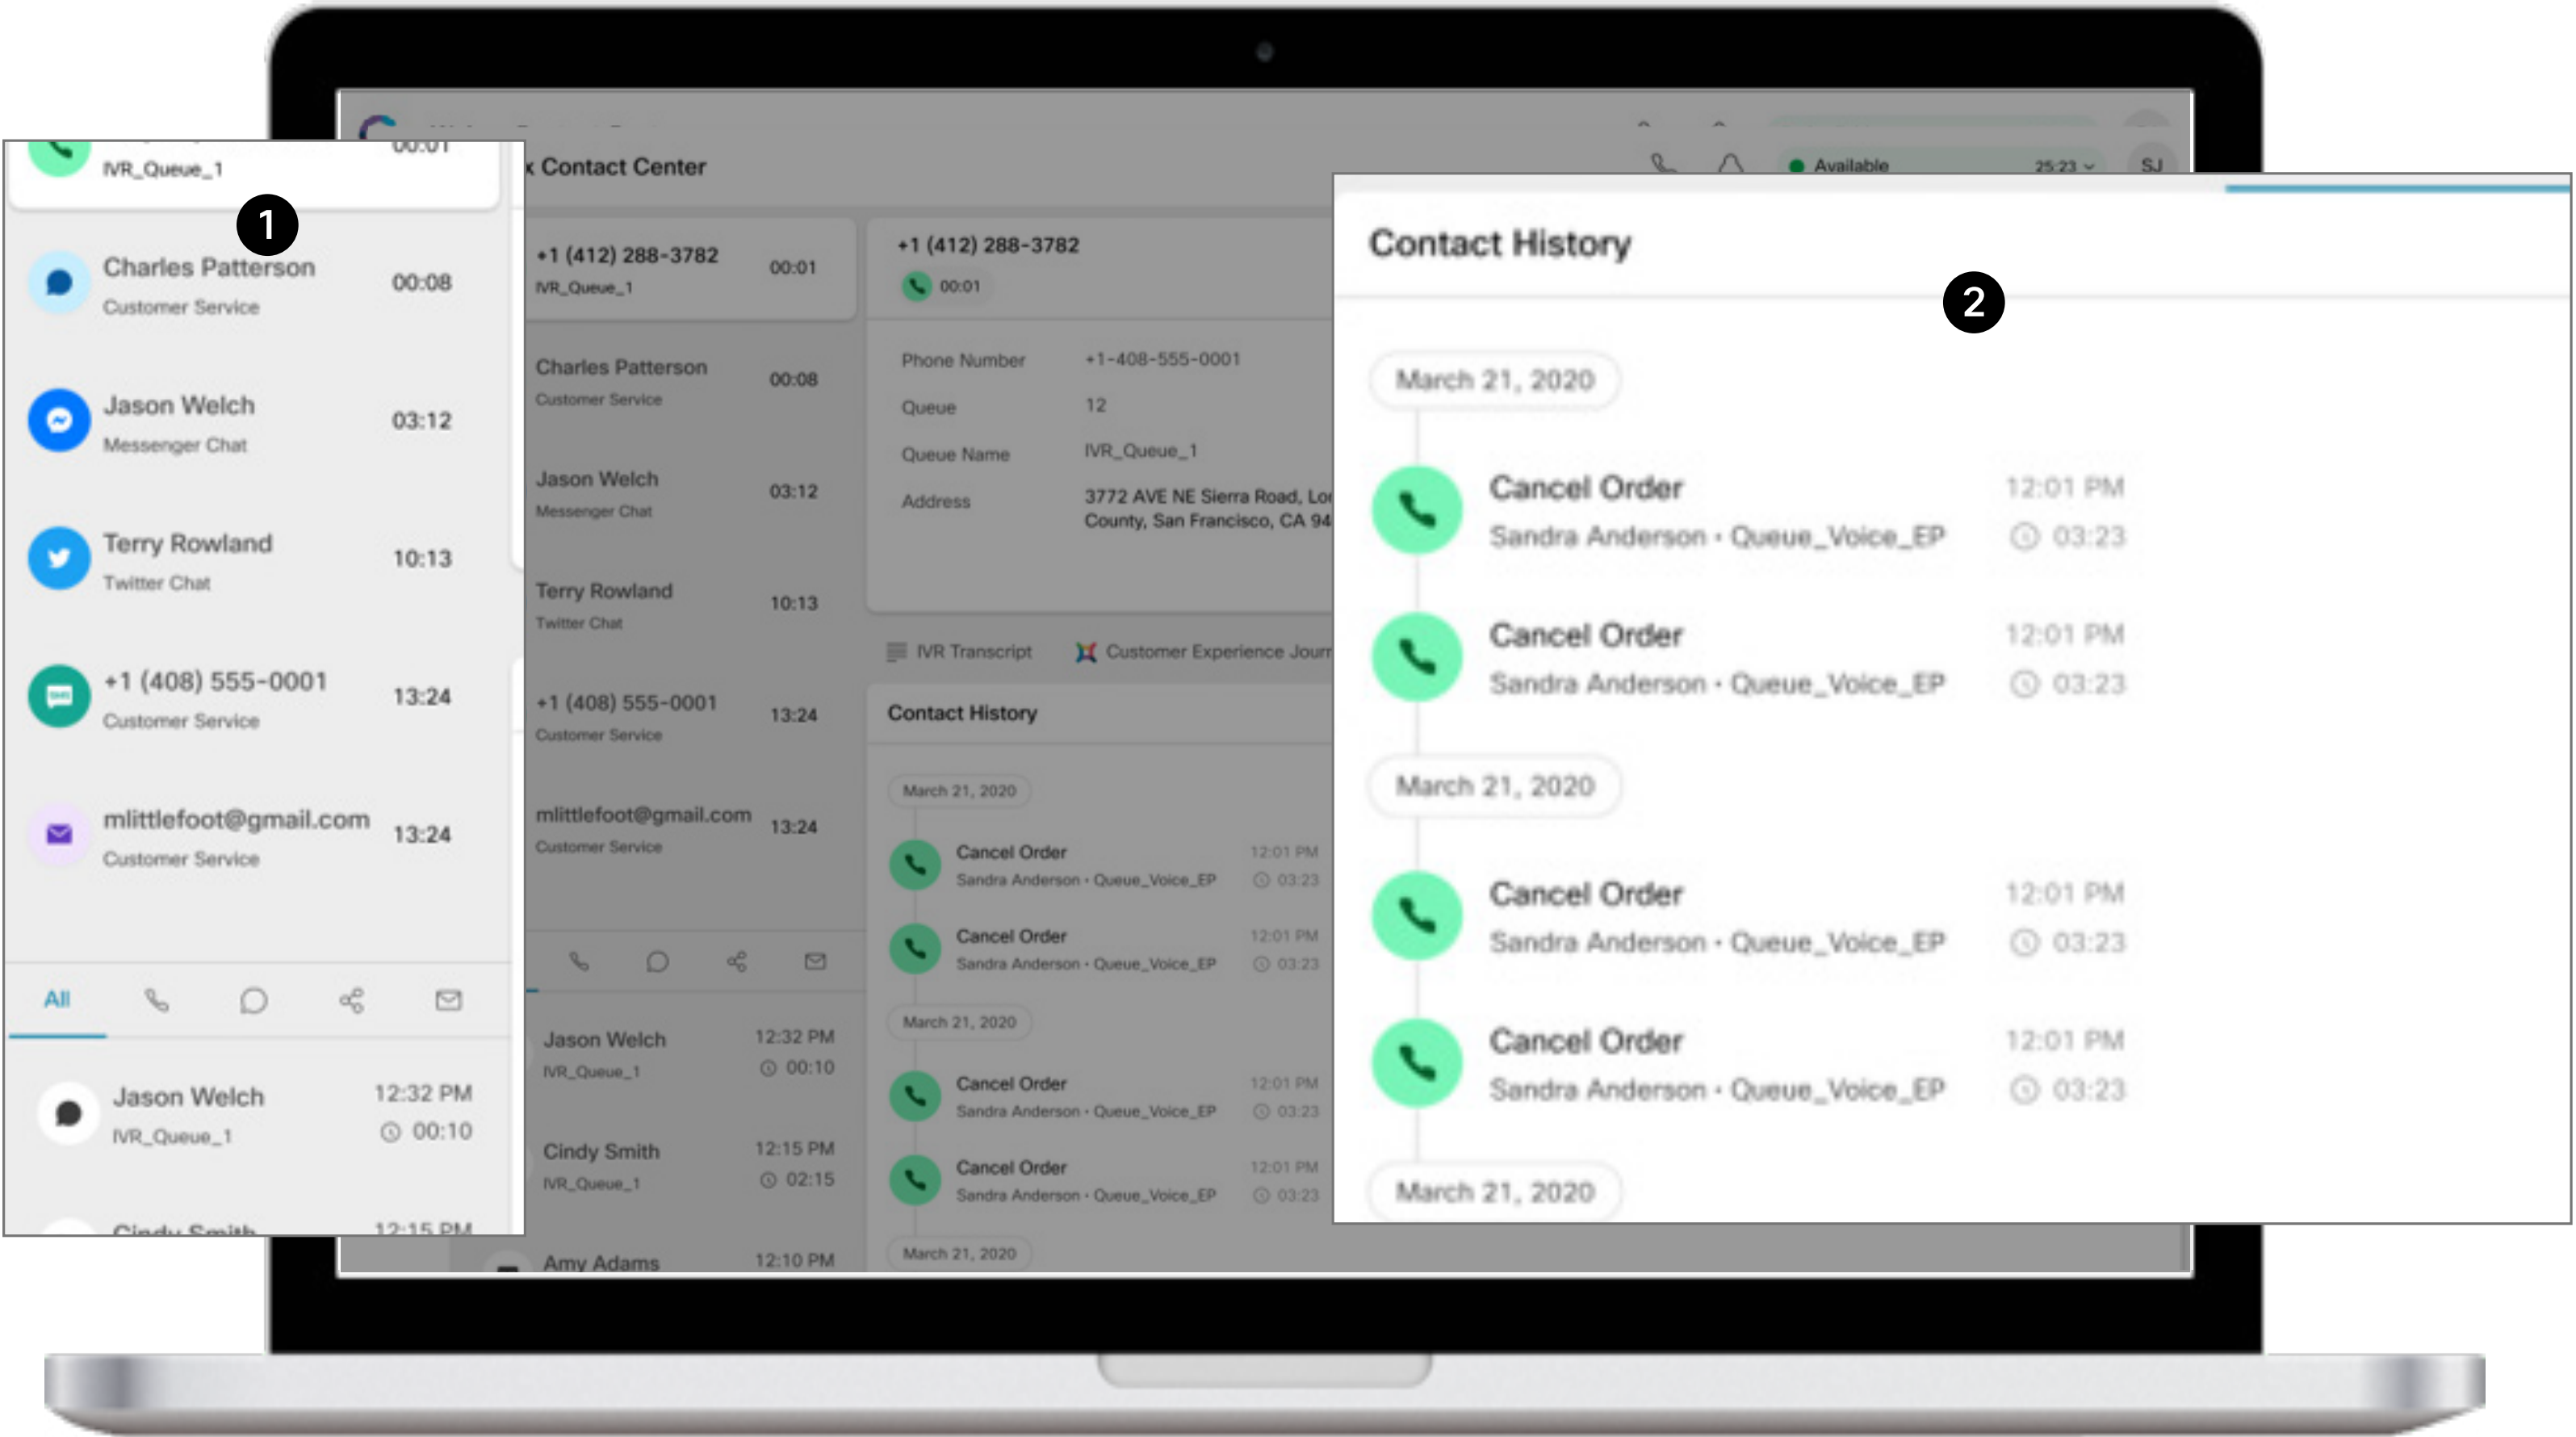 00:01
IVR_Queue_1
1
Charles Patterson 00:08
Customer Service
Jason Welch 03:12
Messenger Chat
Terry Rowland 10:13
Twitter Chat
+1 (408) 555-0001 13:24
Customer Service
mlittlefoot@gmail.com 13:24
Customer Service
All
Jason Welch 12:32 PM
IVR_Queue_1 00:10
Cindy Smith 12:15 PM
x Contact Center
Available 25:23 SJ
+1 (412) 288-3782 00:01
IVR_Queue_1
Charles Patterson 00:08
Customer Service
Jason Welch 03:12
Messenger Chat
Terry Rowland 10:13
Twitter Chat
+1 (408) 555-0001 13:24
Customer Service
mlittlefoot@gmail.com 13:24
Customer Service
Jason Welch 12:32 PM
IVR_Queue_1 00:10
Cindy Smith 12:15 PM
IVR_Queue_1 02:15
Amy Adams 12:10 PM
+1 (412) 288-3782
00:01
Phone Number +1-408-555-0001
Queue 12
Queue Name IVR_Queue_1
Address 3772 AVE NE Sierra Road, Lor
County, San Francisco, CA 94
IVR Transcript Customer Experience Jour
Contact History
March 21, 2020
Cancel Order 12:01 PM
Sandra Anderson • Queue_Voice_EP 03:23
Cancel Order 12:01 PM
Sandra Anderson • Queue_Voice_EP 03:23
March 21, 2020
Cancel Order 12:01 PM
Sandra Anderson • Queue_Voice_EP 03:23
Cancel Order 12:01 PM
Sandra Anderson • Queue_Voice_EP 03:23
March 21, 2020
Contact History
2
March 21, 2020
Cancel Order 12:01 PM
Sandra Anderson • Queue_Voice_EP 03:23
Cancel Order 12:01 PM
Sandra Anderson • Queue_Voice_EP 03:23
March 21, 2020
Cancel Order 12:01 PM
Sandra Anderson • Queue_Voice_EP 03:23
Cancel Order 12:01 PM
Sandra Anderson • Queue_Voice_EP 03:23
March 21, 2020